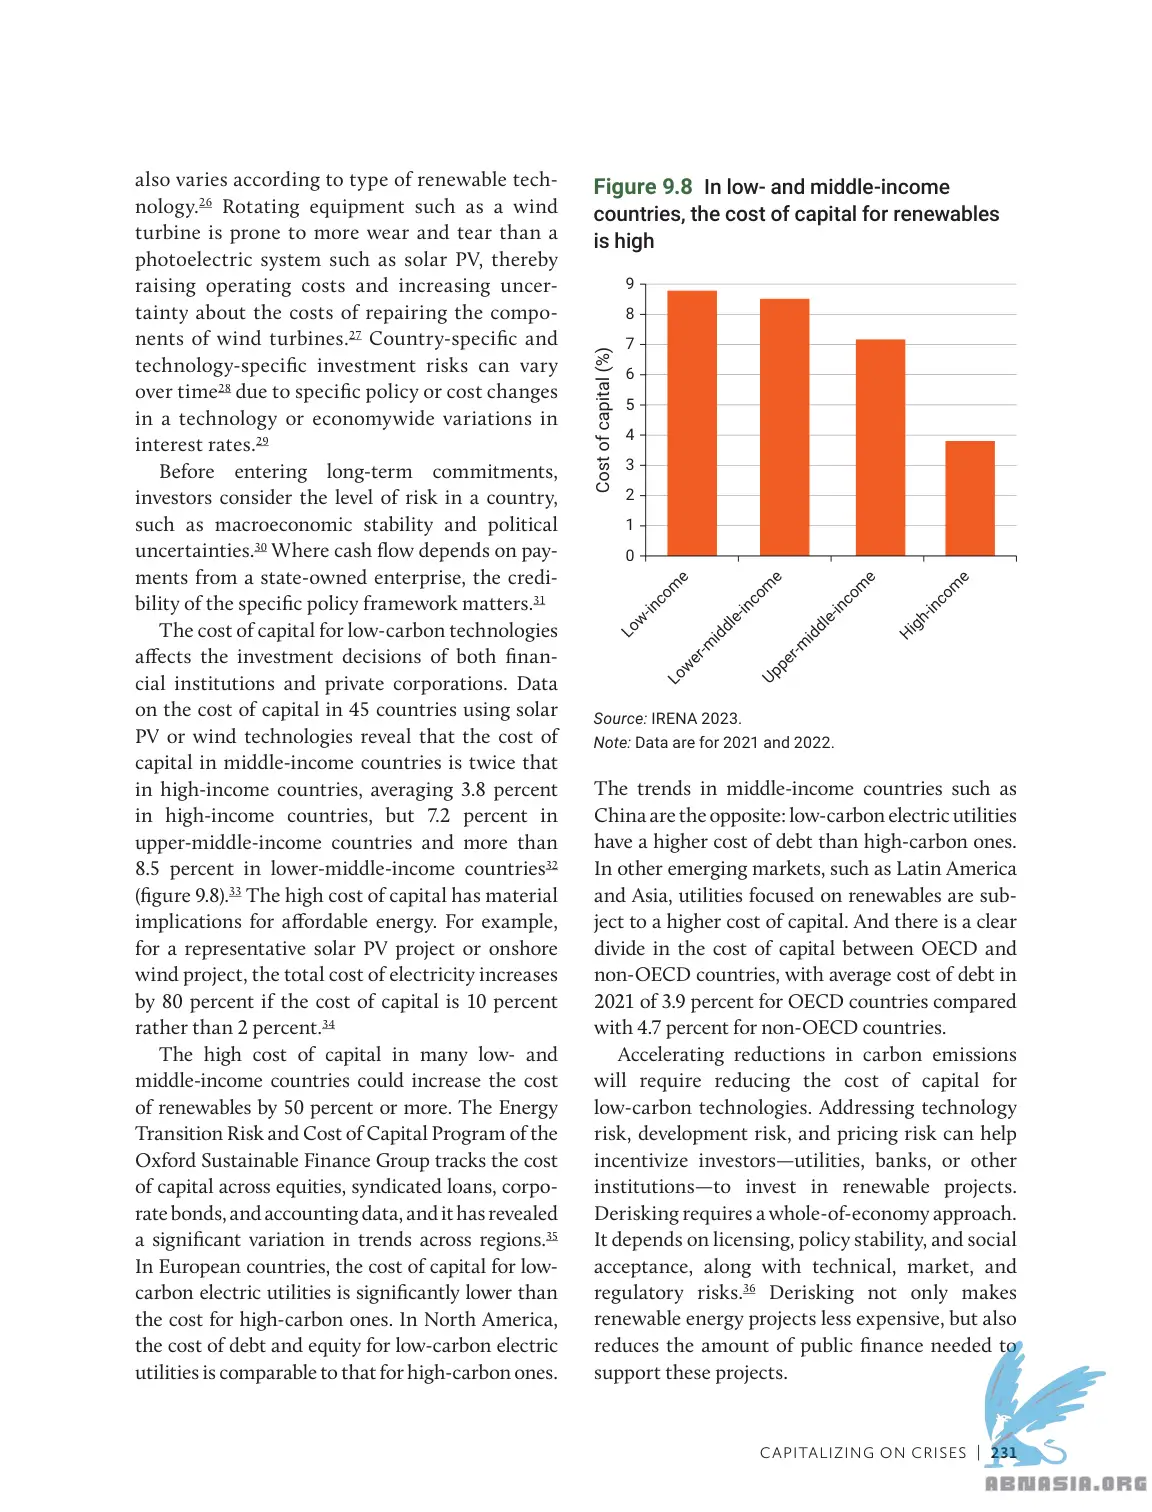 also varies according to type of renewable tech-
nology.26 Rotating equipment such as a wind
turbine is prone to more wear and tear than a
photoelectric system such as solar PV, thereby
raising operating costs and increasing uncer-
tainty about the costs of repairing the compo-
nents of wind turbines.27 Country-specific and
technology-specific investment risks can vary
over time28 due to specific policy or cost changes
in a technology or economywide variations in
interest rates.29
Before entering long-term commitments,
investors consider the level of risk in a country,
such as macroeconomic stability and political
uncertainties.30 Where cash flow depends on pay-
ments from a state-owned enterprise, the credi-
bility of the specific policy framework matters.31
The cost of capital for low-carbon technologies
affects the investment decisions of both finan-
cial institutions and private corporations. Data
on the cost of capital in 45 countries using solar
PV or wind technologies reveal that the cost of
capital in middle-income countries is twice that
in high-income countries, averaging 3.8 percent
in high-income countries, but 7.2 percent in
upper-middle-income countries and more than
8.5 percent in lower-middle-income countries32
(figure 9.8).33 The high cost of capital has material
implications for affordable energy. For example,
for a representative solar PV project or onshore
wind project, the total cost of electricity increases
by 80 percent if the cost of capital is 10 percent
rather than 2 percent.34
The high cost of capital in many low- and
middle-income countries could increase the cost
of renewables by 50 percent or more. The Energy
Transition Risk and Cost of Capital Program of the
Oxford Sustainable Finance Group tracks the cost
of capital across equities, syndicated loans, corpo-
rate bonds, and accounting data, and it has revealed
a significant variation in trends across regions.35
In European countries, the cost of capital for low-
carbon electric utilities is significantly lower than
the cost for high-carbon ones. In North America,
the cost of debt and equity for low-carbon electric
utilities is comparable to that for high-carbon ones.
Figure 9.8 In low- and middle-income
countries, the cost of capital for renewables
is high
Cost of capital (%)
9
8
7
6
5
4
3
2
1
0
Low-income
Lower-middle-income
Upper-middle-income
High-income
Source: IRENA 2023.
Note: Data are for 2021 and 2022.
The trends in middle-income countries such as
China are the opposite: low-carbon electric utilities
have a higher cost of debt than high-carbon ones.
In other emerging markets, such as Latin America
and Asia, utilities focused on renewables are sub-
ject to a higher cost of capital. And there is a clear
divide in the cost of capital between OECD and
non-OECD countries, with average cost of debt in
2021 of 3.9 percent for OECD countries compared
with 4.7 percent for non-OECD countries.
Accelerating reductions in carbon emissions
will require reducing the cost of capital for
low-carbon technologies. Addressing technology
risk, development risk, and pricing risk can help
incentivize investors—utilities, banks, or other
institutions—to invest in renewable projects.
Derisking requires a whole-of-economy approach.
It depends on licensing, policy stability, and social
acceptance, along with technical, market, and
regulatory risks.36 Derisking not only makes
renewable energy projects less expensive, but also
reduces the amount of public finance needed to
support these projects.
CAPITALIZING ON CRISES | 231
ABNASIA.ORG